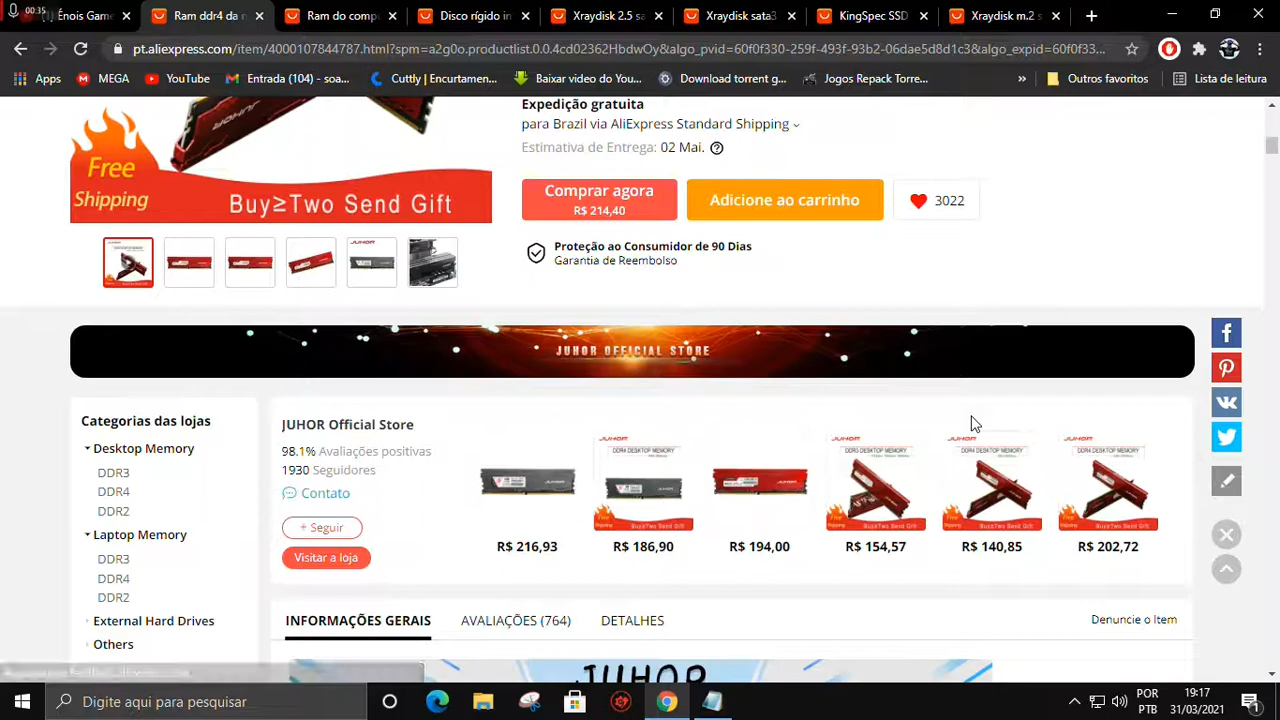 00:35
Enois Game
Ram ddr4 da n
Ram do comp
Disco rígido in
Xraydisk 2.5 sa
Xraydisk sata3
KingSpec SSD
Xraydisk m.2 s
pt.aliexpress.com/item/4000107844787.html?spm=a2g0o.productlist.0.0.4cd02362HbdwOy&algo_pvid=60f0f330-259f-493f-93b2-06dae5d8d1c3&algo_expid=60f0f33...
Apps
MEGA
YouTube
Entrada (104) - soa...
Cuttly | Encurtamen...
Baixar video do You...
Download torrent g...
Jogos Repack Torre...
»
Outros favoritos
Lista de leitura
Expedição gratuita
para Brazil via AliExpress Standard Shipping
Estimativa de Entrega: 02 Mai.
Free
Shipping
Buy≥Two Send Gift
Comprar agora
R$ 214,40
Adicione ao carrinho
3022
Proteção ao Consumidor de 90 Dias
Garantia de Reembolso
JUHOR OFFICIAL STORE
Categorias das lojas
Desktop Memory
DDR3
DDR4
DDR2
Laptop Memory
DDR3
DDR4
DDR2
External Hard Drives
Others
JUHOR Official Store
98.1% Avaliações positivas
1930 Seguidores
Contato
+ Seguir
Visitar a loja
R$ 216,93
R$ 186,90
R$ 194,00
R$ 154,57
R$ 140,85
R$ 202,72
INFORMAÇÕES GERAIS
AVALIAÇÕES (764)
DETALHES
Denuncie o Item
JUHOR
Digite aqui para pesquisar
POR
PTB
19:17
31/03/2021